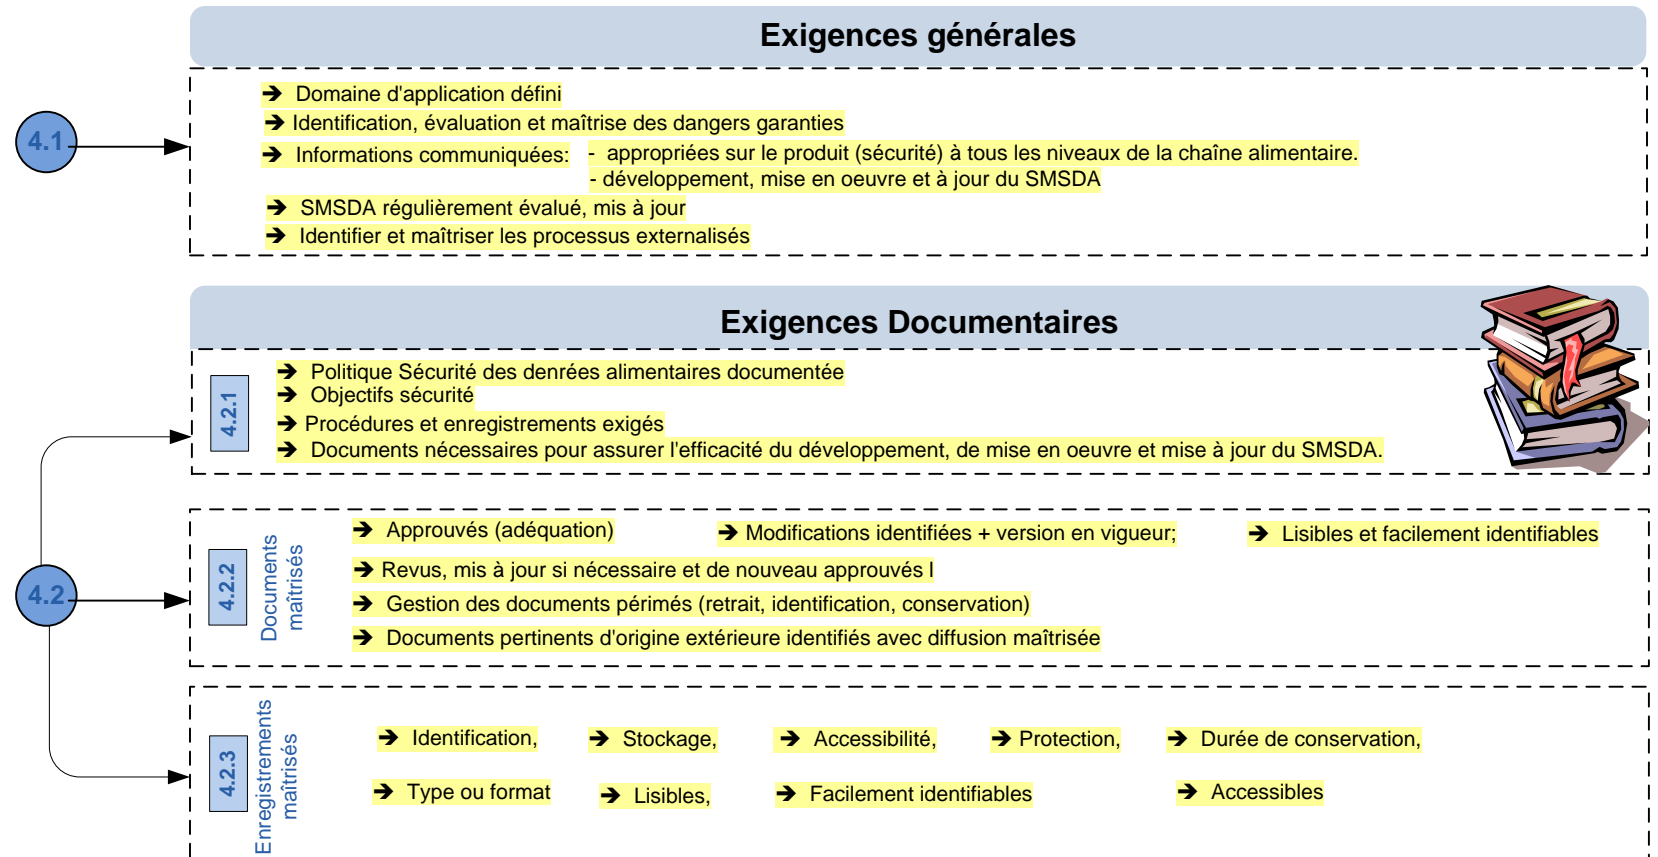 Exigences générales
4.1
➔ Domaine d'application défini
➔ Identification, évaluation et maîtrise des dangers garanties
➔ Informations communiquées: - appropriées sur le produit (sécurité) à tous les niveaux de la chaîne alimentaire.
- développement, mise en oeuvre et à jour du SMSDA
➔ SMSDA régulièrement évalué, mis à jour
➔ Identifier et maîtriser les processus externalisés
Exigences Documentaires
4.2
4.2.1
➔ Politique Sécurité des denrées alimentaires documentée
➔ Objectifs sécurité
➔ Procédures et enregistrements exigés
➔ Documents nécessaires pour assurer l'efficacité du développement, de mise en oeuvre et mise à jour du SMSDA.
4.2.2
Documents
maîtrisés
➔ Approuvés (adéquation) ➔ Modifications identifiées + version en vigueur; ➔ Lisibles et facilement identifiables
➔ Revus, mis à jour si nécessaire et de nouveau approuvés l
➔ Gestion des documents périmés (retrait, identification, conservation)
➔ Documents pertinents d'origine extérieure identifiés avec diffusion maîtrisée
4.2.3
Enregistrements
maîtrisés
➔ Identification, ➔ Stockage, ➔ Accessibilité, ➔ Protection, ➔ Durée de conservation,
➔ Type ou format ➔ Lisibles, ➔ Facilement identifiables ➔ Accessibles